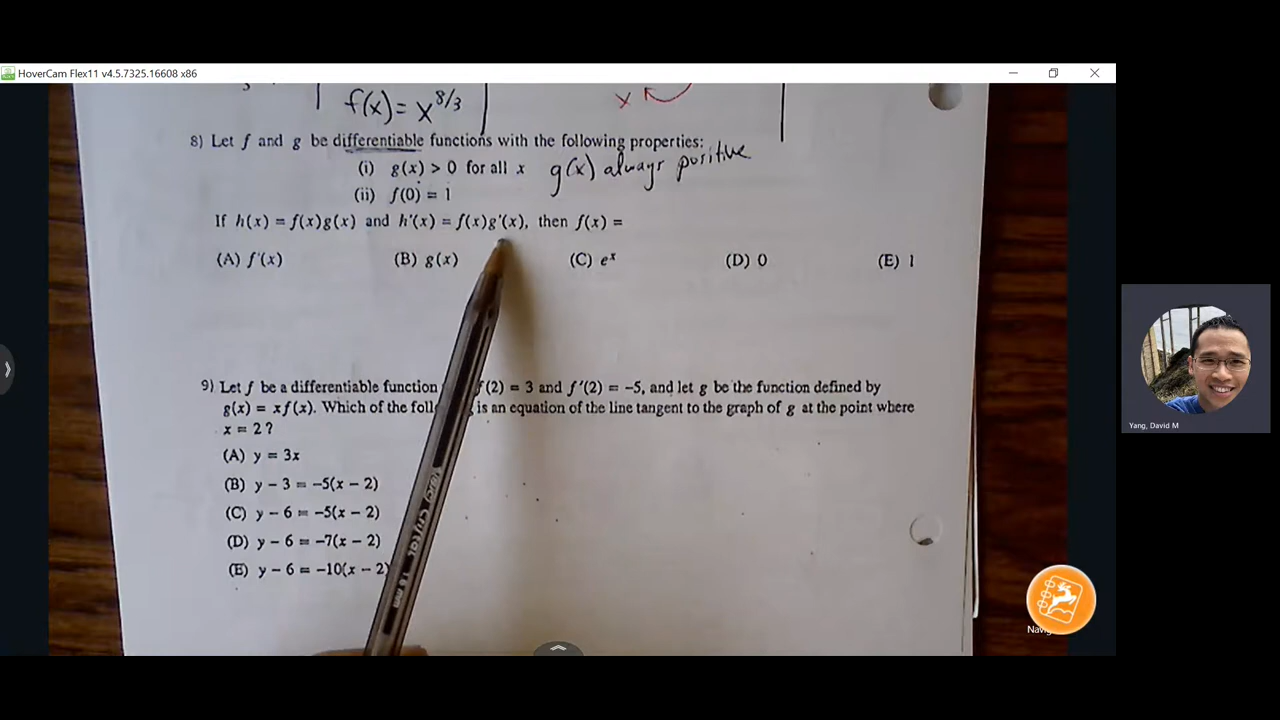 HoverCam Flex11 v4.5.7325.16608 x86
f(x) = x^8/3
x
8) Let f and g be differentiable functions with the following properties:
(i) g(x) > 0 for all x g(x) always positive
(ii) f(0) = 1
If h(x) = f(x)g(x) and h'(x) = f(x)g'(x), then f(x) =
(A) f'(x) (B) g(x) (C) e^x (D) 0 (E) 1
9) Let f be a differentiable function f(2) = 3 and f'(2) = -5, and let g be the function defined by
g(x) = xf(x). Which of the is an equation of the line tangent to the graph of g at the point where
x = 2?
(A) y = 3x
(B) y - 3 = -5(x - 2)
(C) y - 6 = -5(x - 2)
(D) y - 6 = -7(x - 2)
(E) y - 6 = -10(x - 2)
Yang, David M